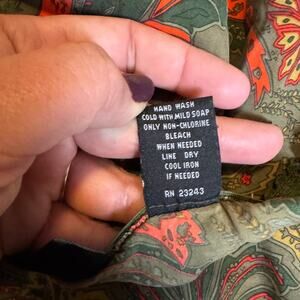 HAND WASH
COLD WITH MILD SOAP
ONLY NON-CHLORINE
BLEACH
WHEN NEEDED
LINE DRY
COOL IRON
IF NEEDED
RN 23243